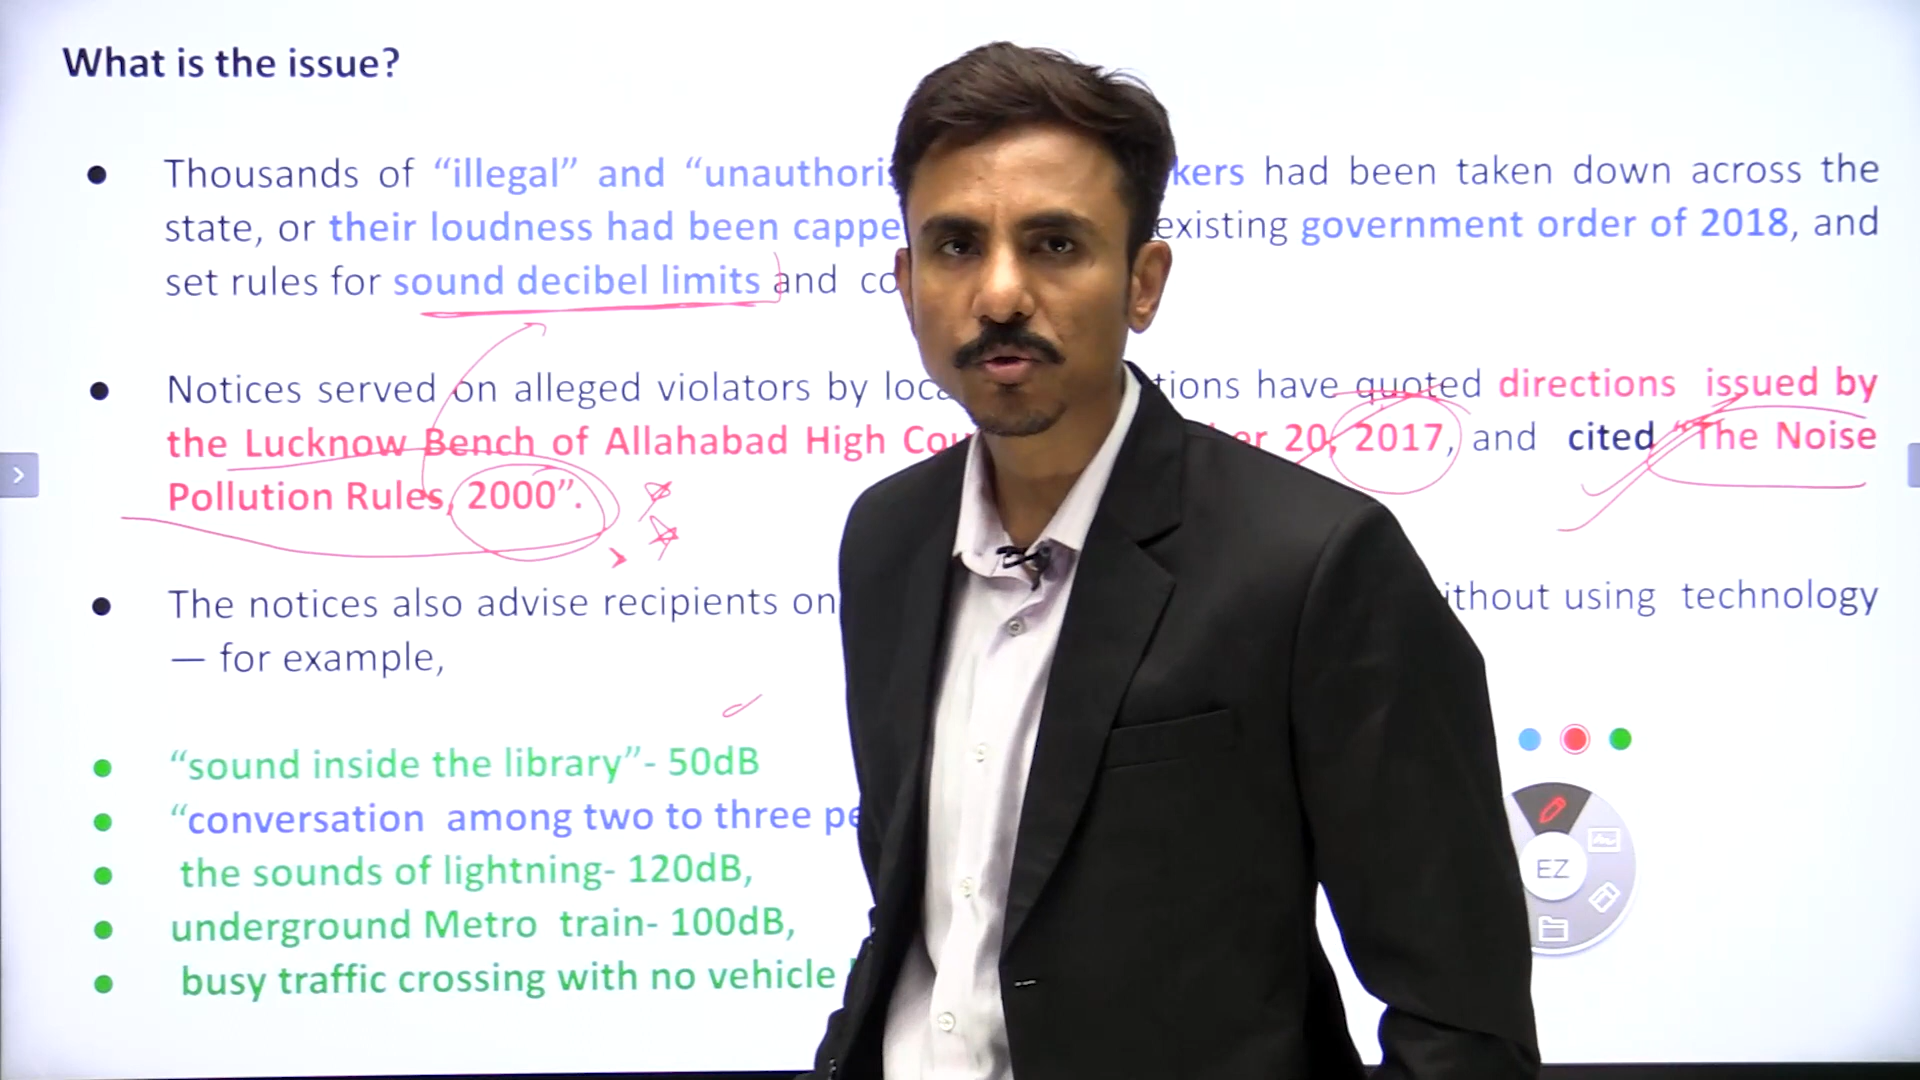 What is the issue?
● Thousands of “illegal” and “unauthoris kers had been taken down across the
state, or their loudness had been cappe existing government order of 2018, and
set rules for sound decibel limits and co
● Notices served on alleged violators by loca tions have quoted directions issued by
the Lucknow Bench of Allahabad High Cou er 20, 2017, and cited “The Noise
Pollution Rules, 2000”.
● The notices also advise recipients on ithout using technology
— for example,
● “sound inside the library”- 50dB
● “conversation among two to three pe
● the sounds of lightning- 120dB,
● underground Metro train- 100dB,
● busy traffic crossing with no vehicle
EZ